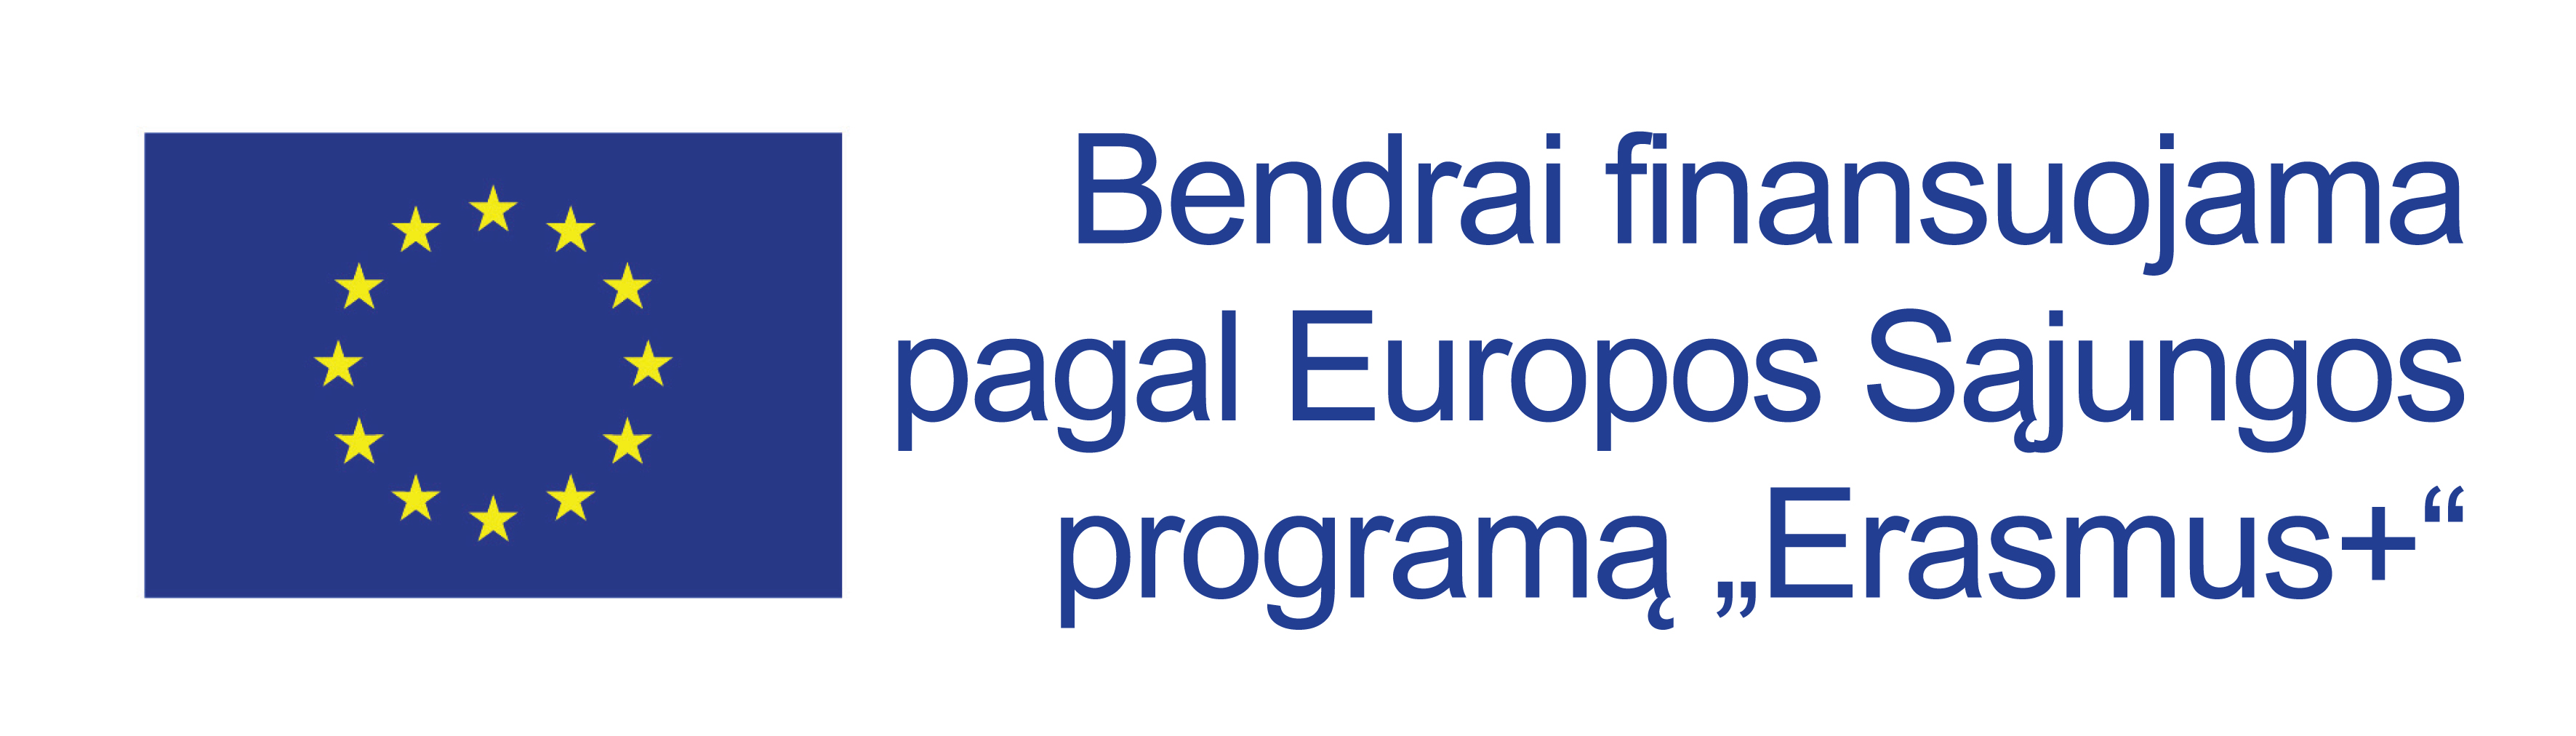 Bendrai finansuojama
pagal Europos Sąjungos
programą „Erasmus+“